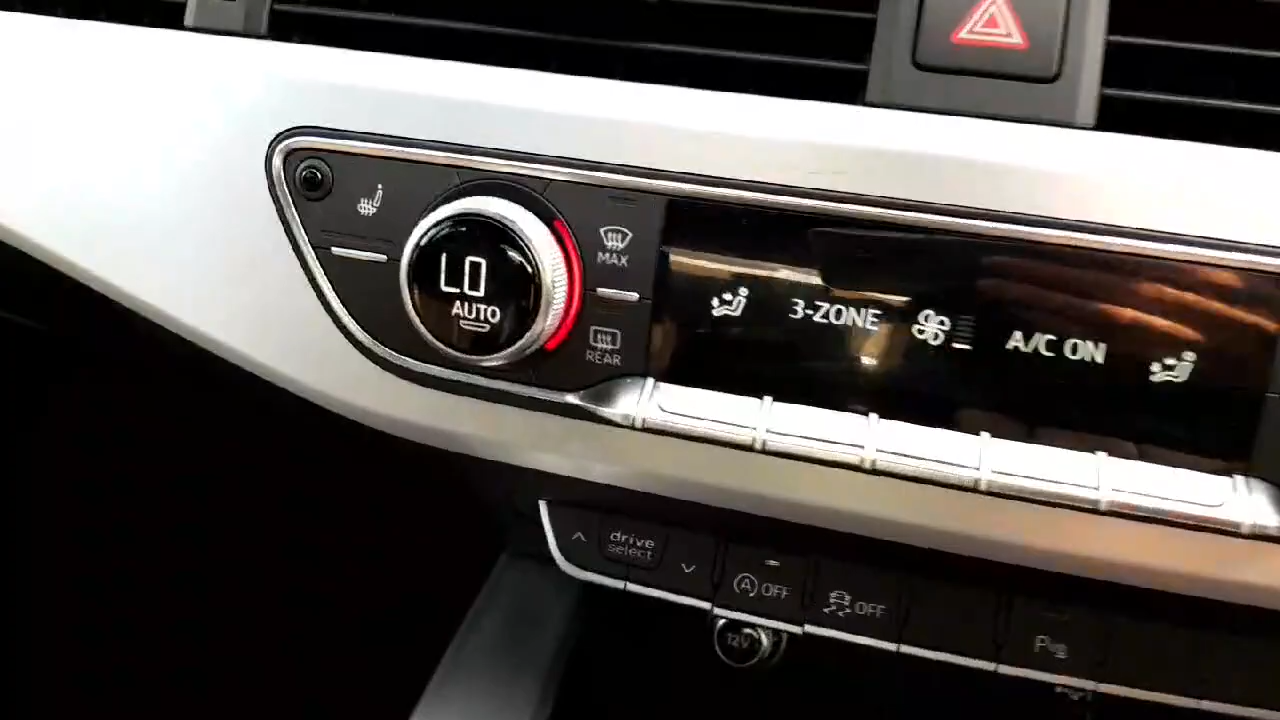 MAX
LO
AUTO
REAR
3-ZONE
A/C ON
drive
select
A OFF
OFF
12V